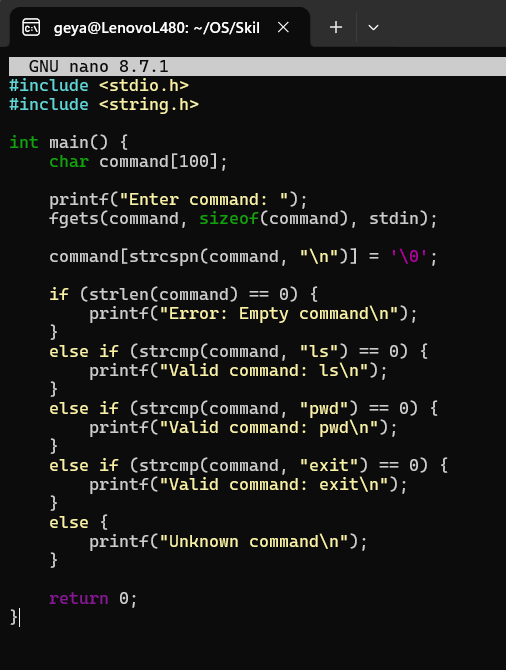 geya@LenovoL480: ~/OS/Skil
GNU nano 8.7.1
#include <stdio.h>
#include <string.h>

int main() {
    char command[100];

    printf("Enter command: ");
    fgets(command, sizeof(command), stdin);

    command[strcspn(command, "\n")] = '\0';

    if (strlen(command) == 0) {
        printf("Error: Empty command\n");
    }
    else if (strcmp(command, "ls") == 0) {
        printf("Valid command: ls\n");
    }
    else if (strcmp(command, "pwd") == 0) {
        printf("Valid command: pwd\n");
    }
    else if (strcmp(command, "exit") == 0) {
        printf("Valid command: exit\n");
    }
    else {
        printf("Unknown command\n");
    }

    return 0;
}